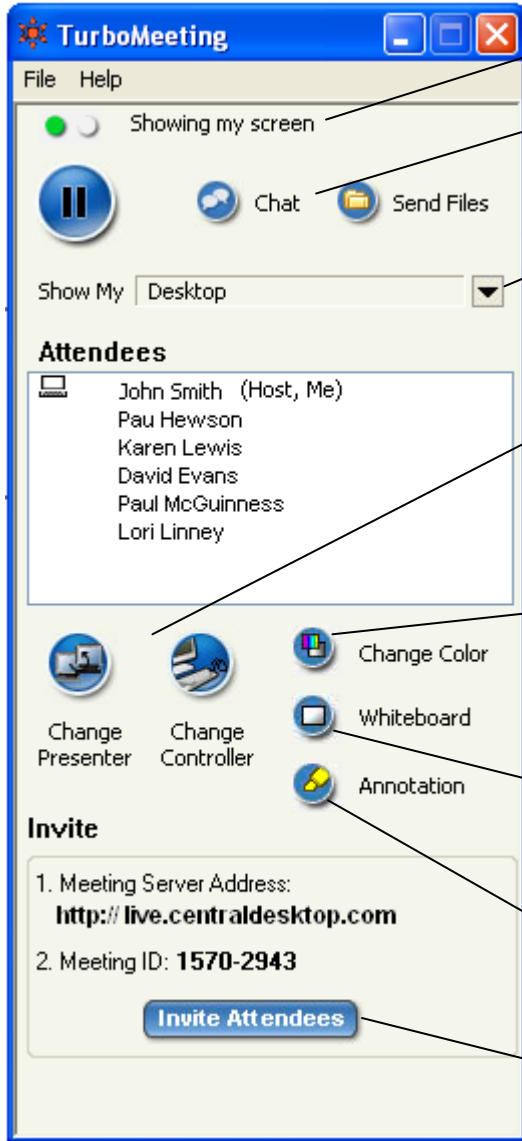 TurboMeeting
File Help
Showing my screen
Chat Send Files
Show My Desktop
Attendees
John Smith (Host, Me)
Pau Hewson
Karen Lewis
David Evans
Paul McGuinness
Lori Linney
Change Color
Change Presenter
Change Controller
Whiteboard
Annotation
Invite
1. Meeting Server Address:
http://live.centraldesktop.com
2. Meeting ID: 1570-2943
Invite Attendees